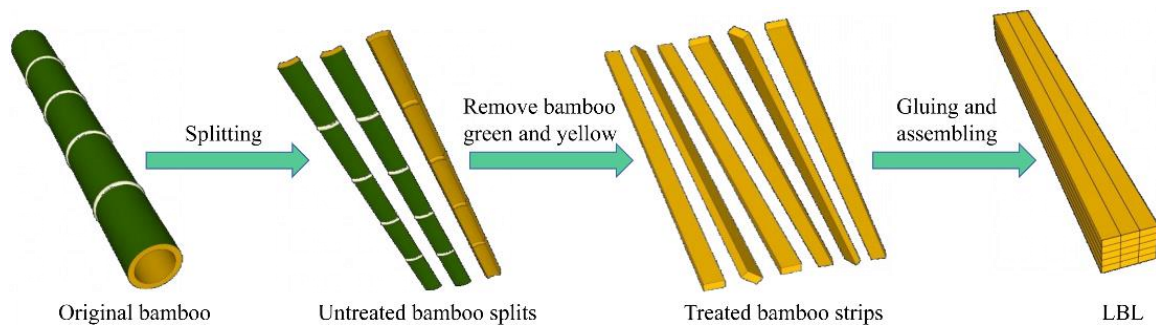 Splitting
Remove bamboo
green and yellow
Gluing and
assembling
Original bamboo
Untreated bamboo splits
Treated bamboo strips
LBL